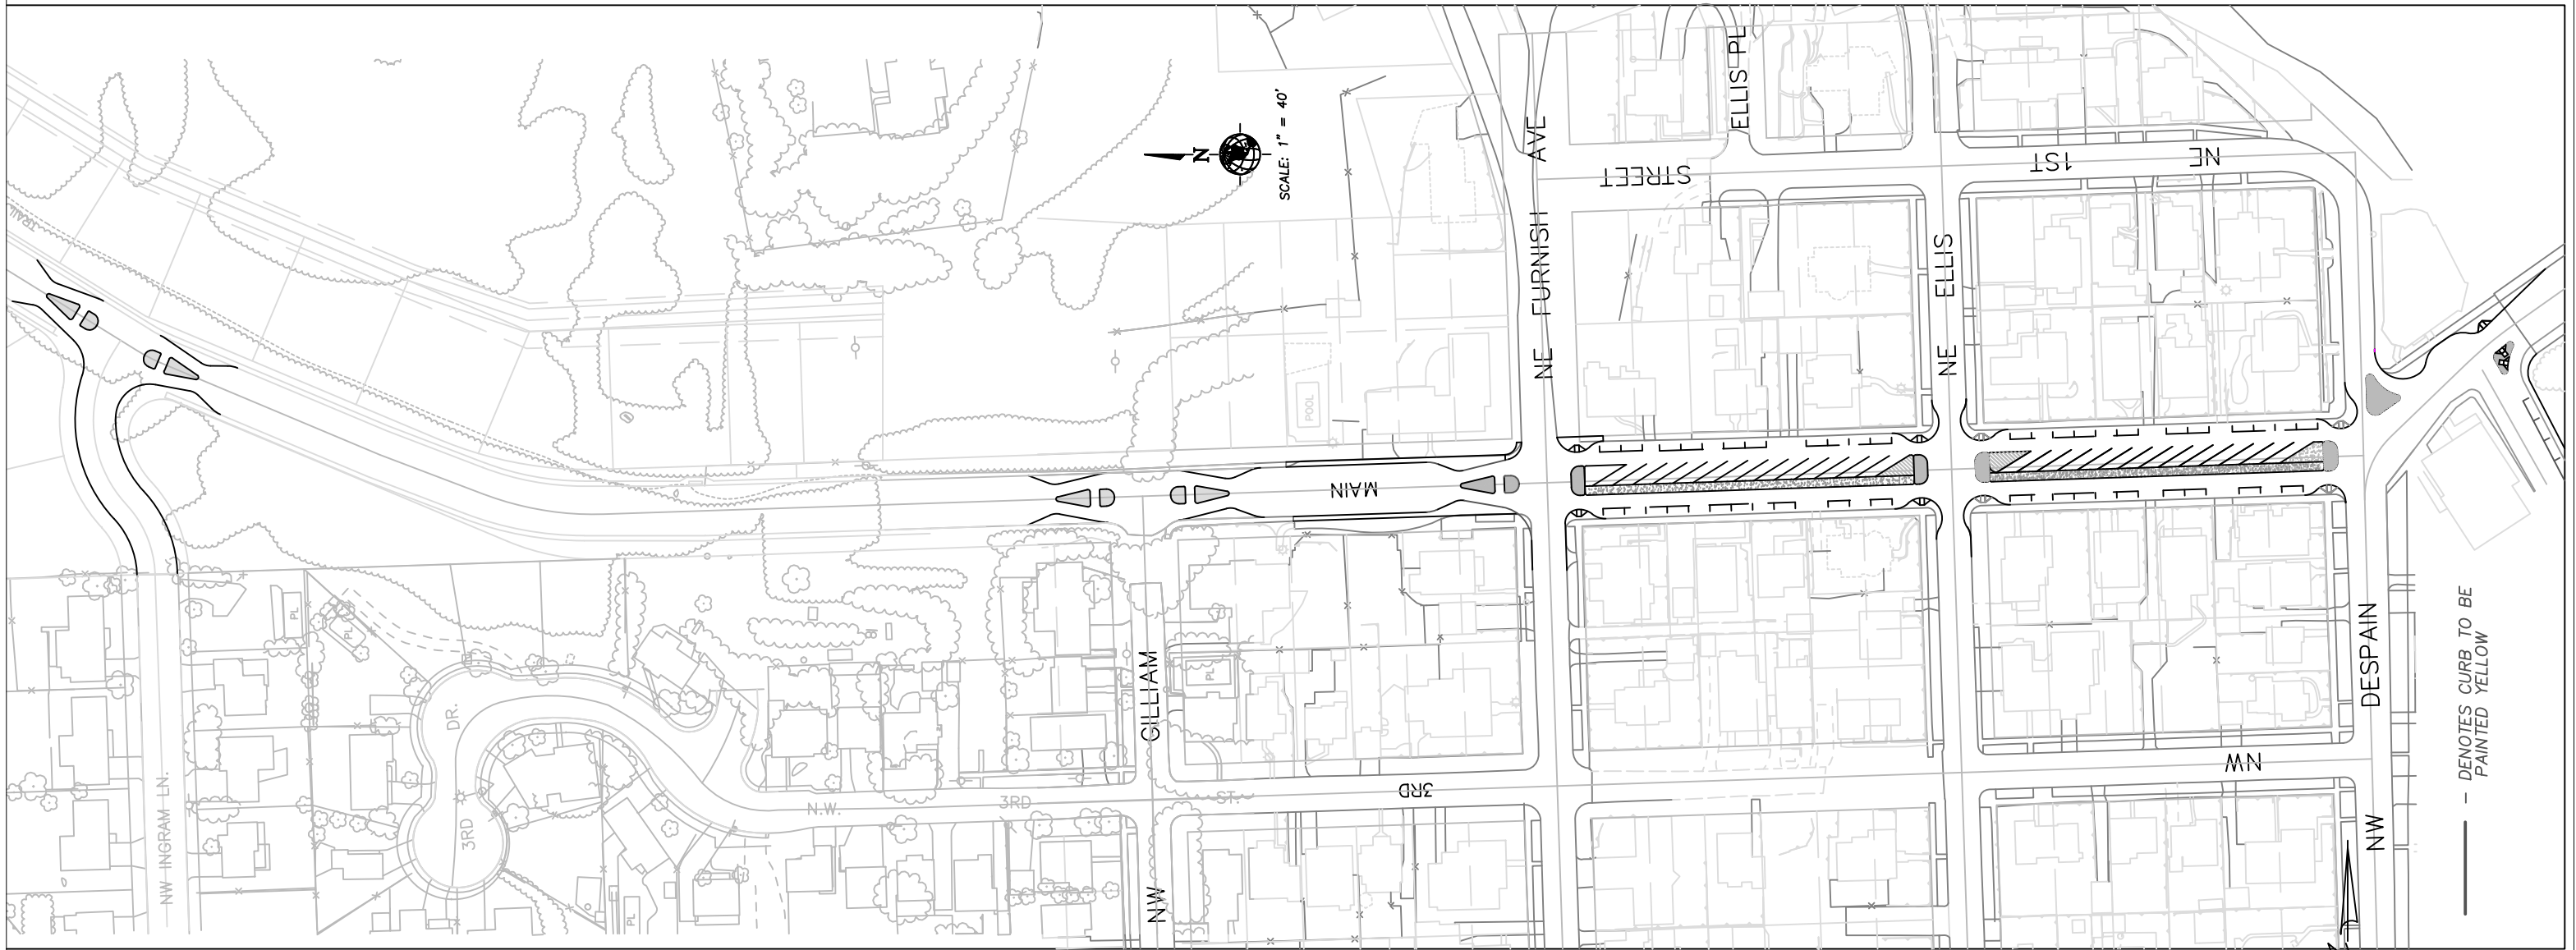 TRAIL
N
SCALE: 1" = 40'
NE FURNISH AVE
ELLIS PL
NE 1ST STREET
NE ELLIS
POOL
MAIN
PL
PL
PL
PL
DR.
3RD
NW INGRAM LN.
N.W. 3RD ST.
NW GILLIAM
NW 3RD
NW DESPAIN
— DENOTES CURB TO BE
PAINTED YELLOW